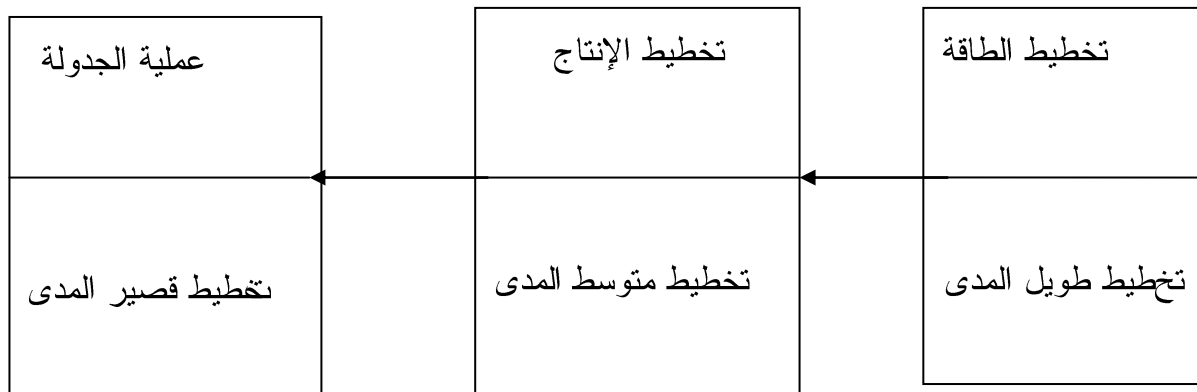 تخطيط الطاقة
تخطيط طويل المدى
تخطيط الإنتاج
تخطيط متوسط المدى
عملية الجدولة
تخطيط قصير المدى